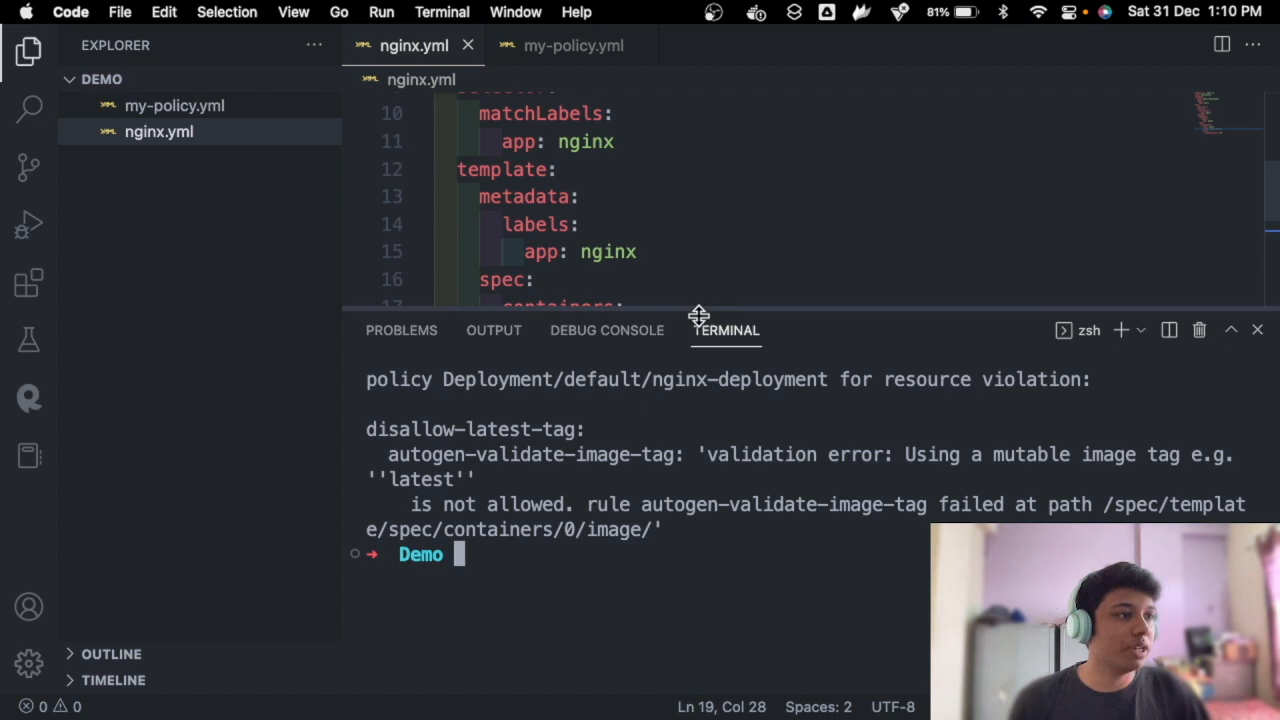 Code File Edit Selection View Go Run Terminal Window Help 81% Sat 31 Dec 1:10 PM
EXPLORER
nginx.yml my-policy.yml
DEMO
nginx.yml
my-policy.yml
nginx.yml
10 matchLabels:
11 app: nginx
12 template:
13 metadata:
14 labels:
15 app: nginx
16 spec:
17 containers:
PROBLEMS OUTPUT DEBUG CONSOLE TERMINAL zsh
policy Deployment/default/nginx-deployment for resource violation:
disallow-latest-tag:
autogen-validate-image-tag: 'validation error: Using a mutable image tag e.g.
''latest''
is not allowed. rule autogen-validate-image-tag failed at path /spec/templat
e/spec/containers/0/image/'
Demo
OUTLINE
TIMELINE
0 0 Ln 19, Col 28 Spaces: 2 UTF-8